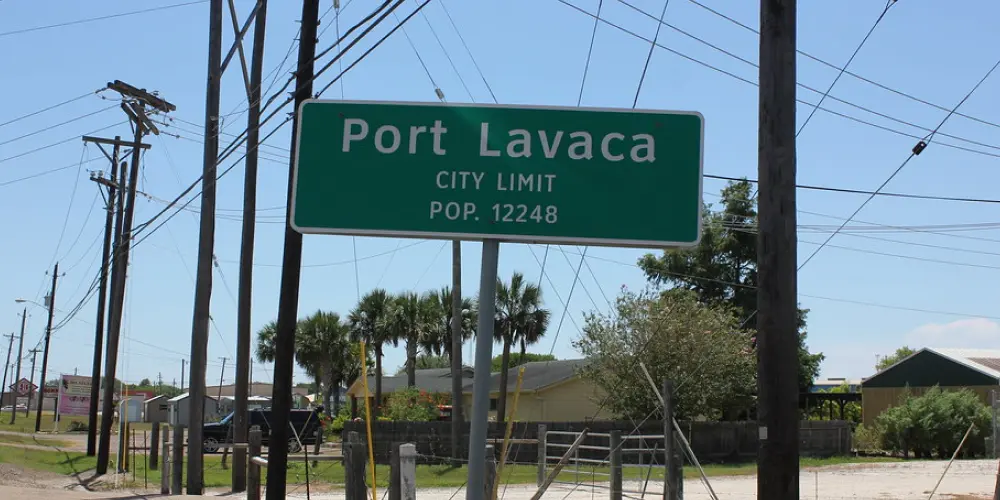 Port Lavaca
CITY LIMIT
POP. 12248